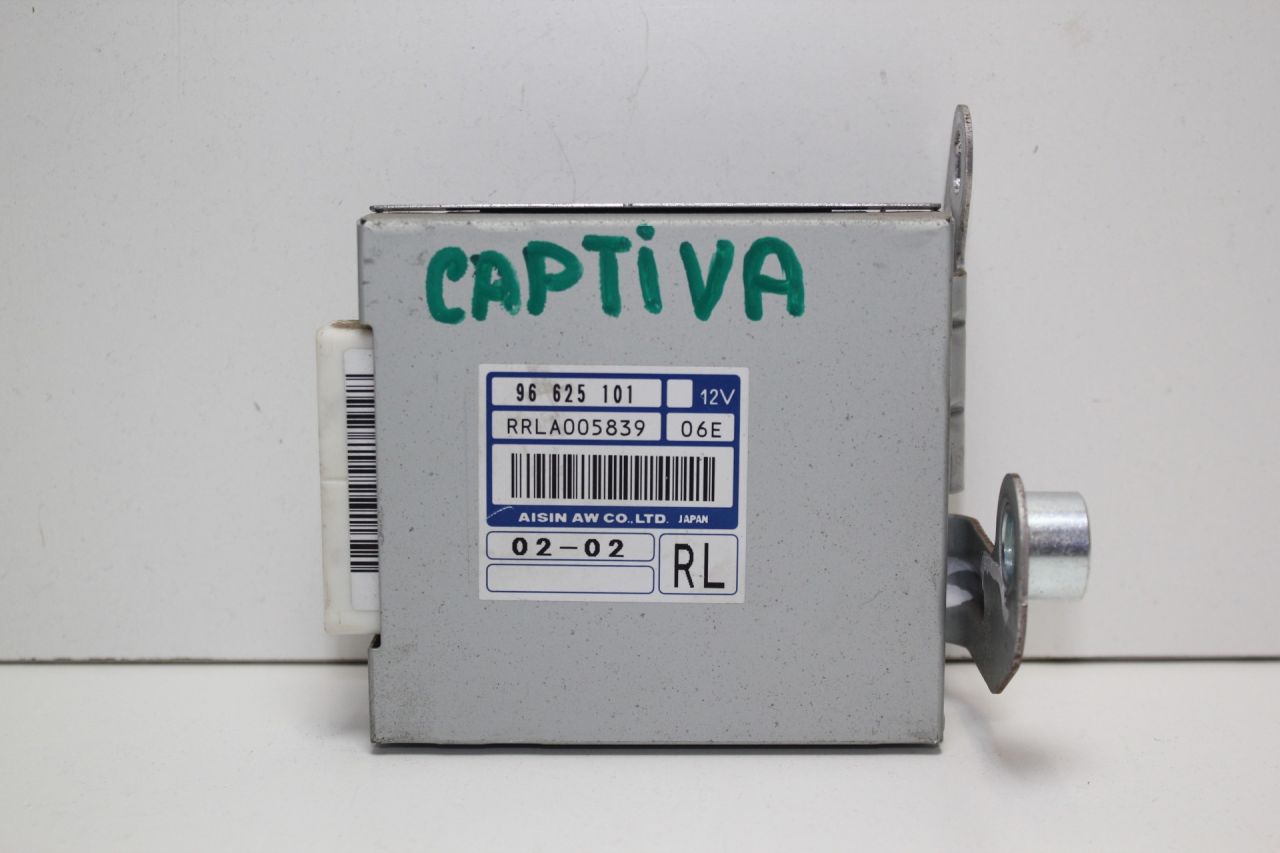 CAPTiVA
96 625 101 12V
RRLA005839 06E
AISIN AW CO.,LTD. JAPAN
02-02
RL